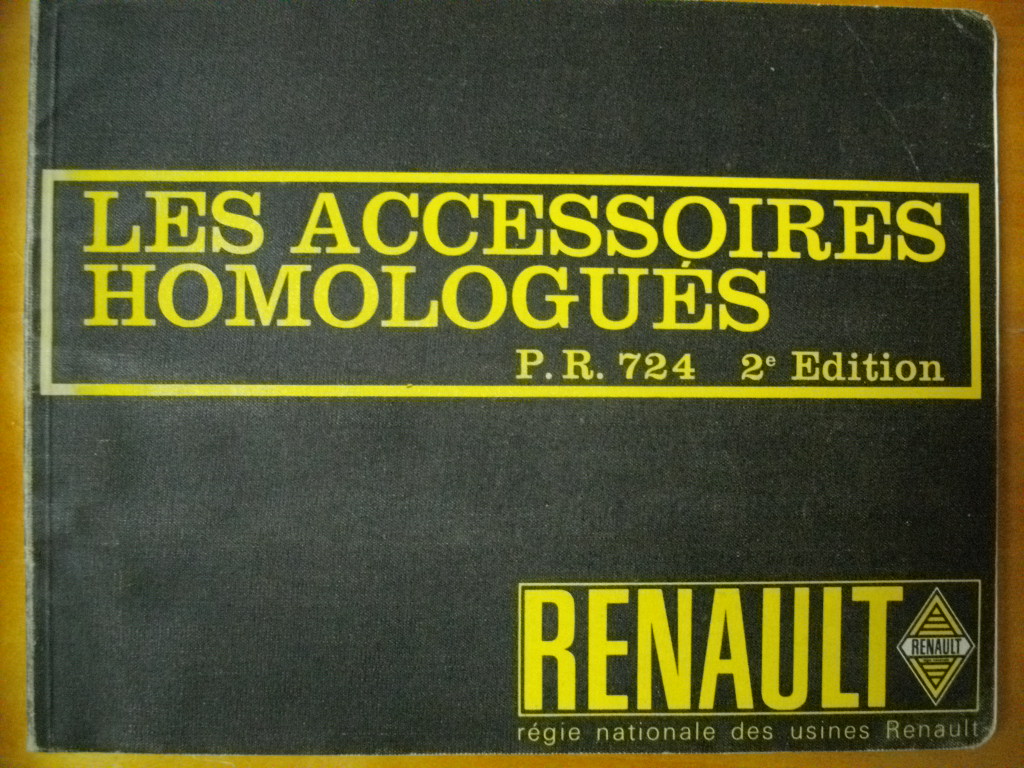 LES ACCESSOIRES
HOMOLOGUÉS
P.R. 724 2e Edition
RENAULT
RENAULT
régie nationale des usines Renault